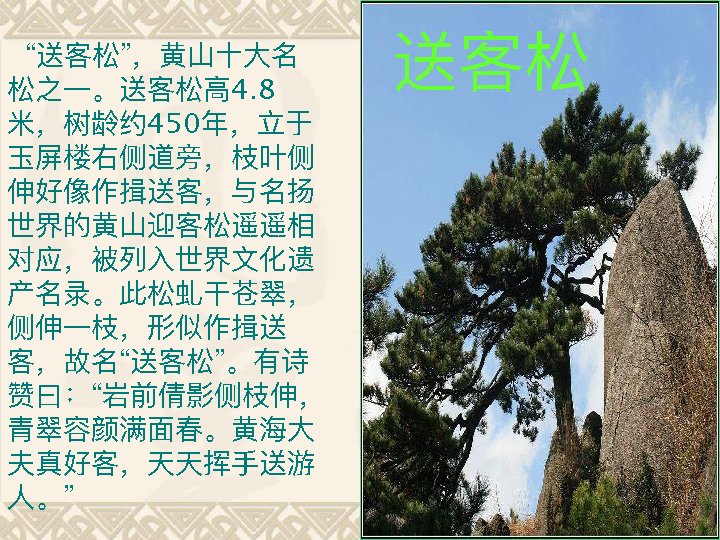 “送客松”，黄山十大名
松之一。送客松高4.8
米，树龄约450年，立于
玉屏楼右侧道旁，枝叶侧
伸好像作揖送客，与名扬
世界的黄山迎客松遥遥相
对应，被列入世界文化遗
产名录。此松虬干苍翠，
侧伸一枝，形似作揖送
客，故名“送客松”。有诗
赞曰：“岩前倩影侧枝伸，
青翠容颜满面春。黄海大
夫真好客，天天挥手送游
人。”
送客松